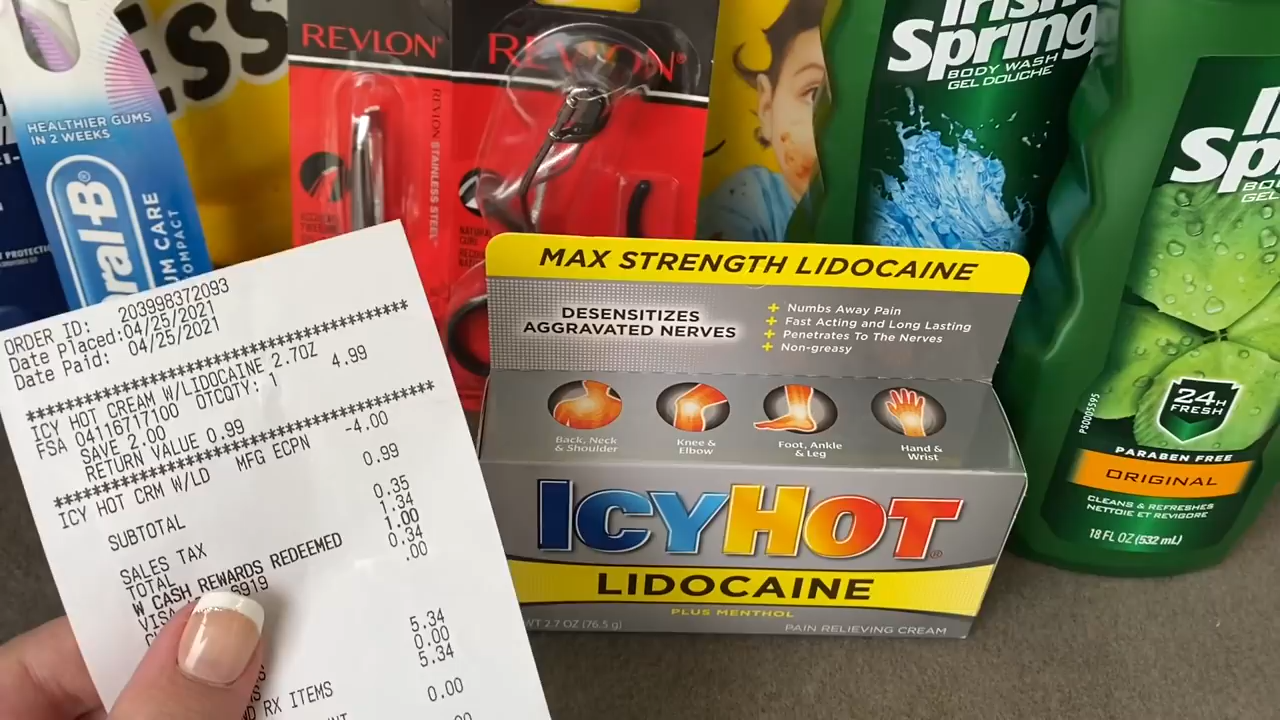 ESS
HEALTHIER GUMS
IN 2 WEEKS
Oral-B
GUM CARE
COMPACT
REVLON
REVLON STAINLESS STEEL
REVLON
Irish
Spring
BODY WASH
GEL DOUCHE
Sp
24H
FRESH
PARABEN FREE
ORIGINAL
CLEANS & REFRESHES
NETTOIE ET REVIGORE
18 FL OZ (532 mL)
ORDER ID: 203998372093
Date Placed:04/25/2021
Date Paid: 04/25/2021
ICY HOT CREAM W/LIDOCAINE 2.7OZ 4.99
FSA 04116717100 OTCQTY: 1
SAVE 2.00
RETURN VALUE 0.99
ICY HOT CRM W/LD MFG ECPN -4.00
SUBTOTAL 0.99
SALES TAX 0.35
TOTAL 1.34
W CASH REWARDS REDEEMED 1.00
VISA 0.34
.00
5.34
0.00
5.34
RX ITEMS
0.00
MAX STRENGTH LIDOCAINE
DESENSITIZES
AGGRAVATED NERVES
+ Numbs Away Pain
+ Fast Acting and Long Lasting
+ Penetrates To The Nerves
+ Non-greasy
Back, Neck
& Shoulder
Knee &
Elbow
Foot, Ankle
& Leg
Hand &
Wrist
ICYHOT®
LIDOCAINE
PLUS MENTHOL
WT 2.7 OZ (76.5 g)
PAIN RELIEVING CREAM